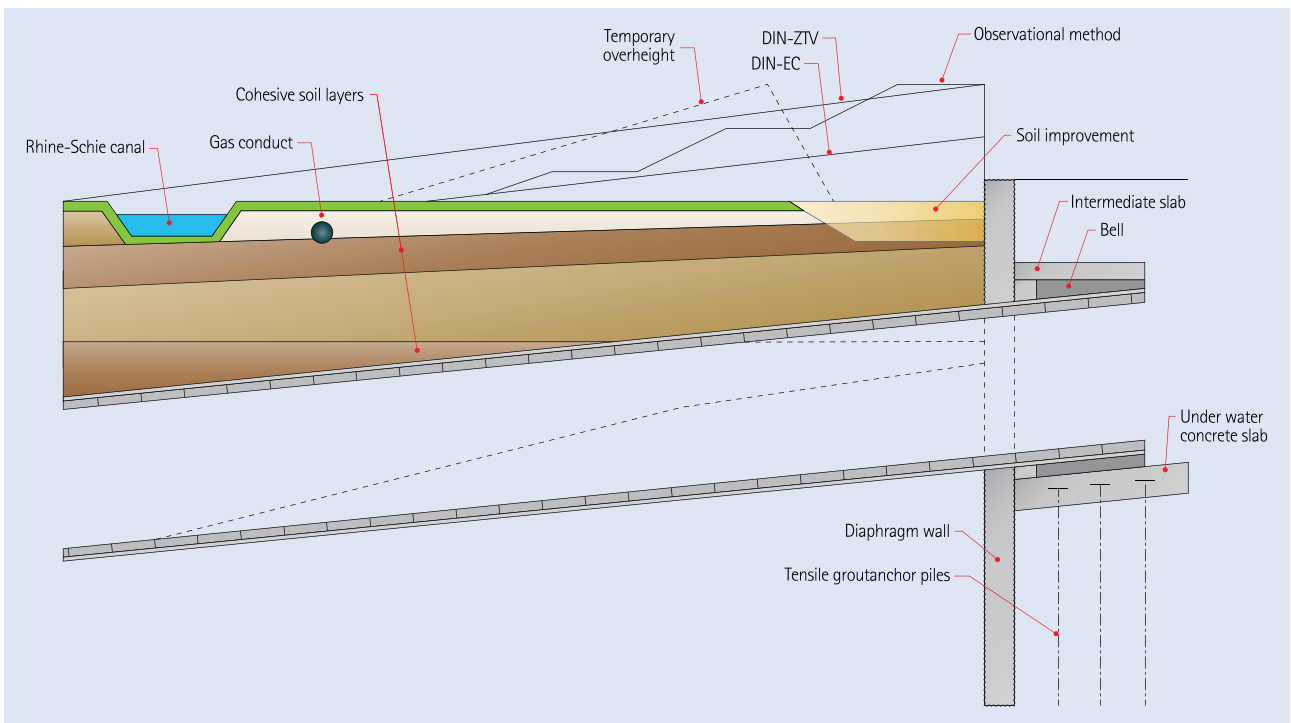 Temporary
overheight
DIN-ZTV
DIN-EC
Observational method
Cohesive soil layers
Rhine-Schie canal
Gas conduct
Soil improvement
Intermediate slab
Bell
Under water
concrete slab
Diaphragm wall
Tensile groutanchor piles